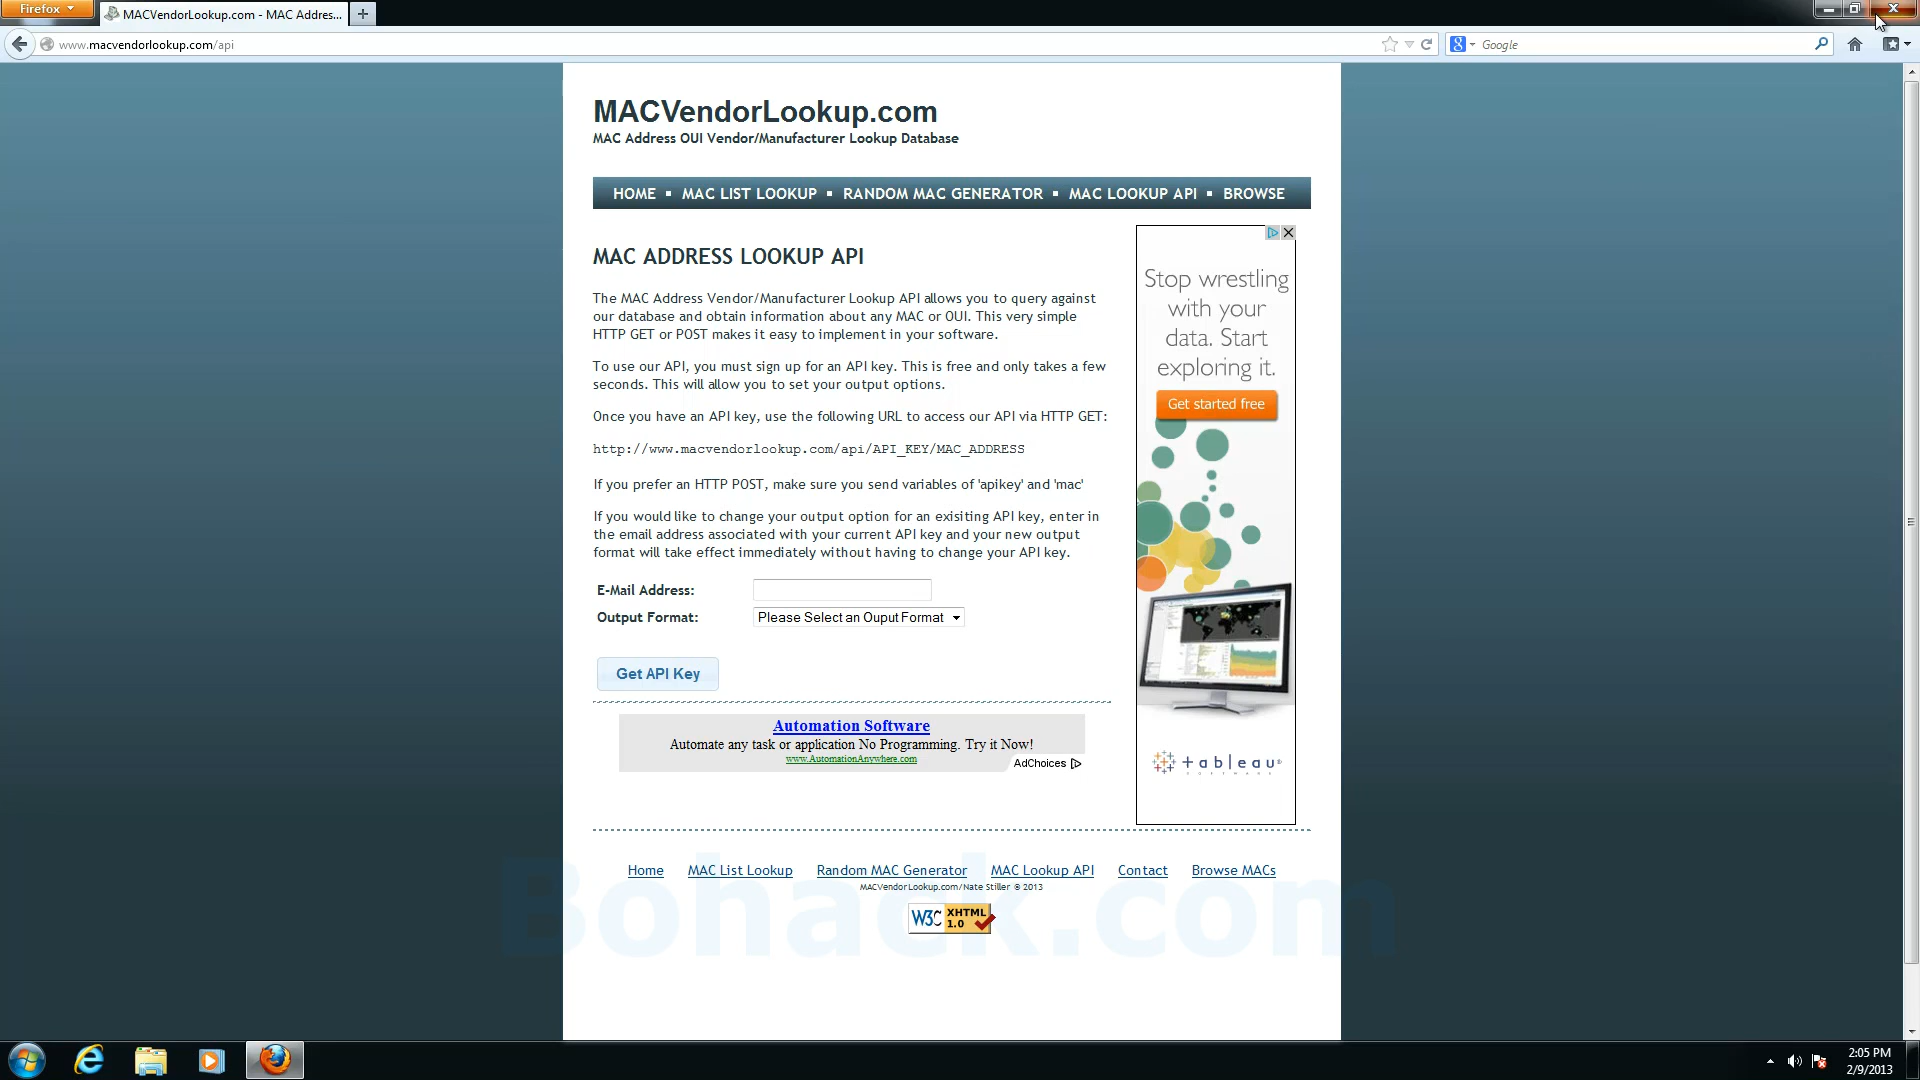 Firefox
MACVendorLookup.com - MAC Addres...
www.macvendorlookup.com/api
Google
MACVendorLookup.com
MAC Address OUI Vendor/Manufacturer Lookup Database
HOME ▪ MAC LIST LOOKUP ▪ RANDOM MAC GENERATOR ▪ MAC LOOKUP API ▪ BROWSE
MAC ADDRESS LOOKUP API
The MAC Address Vendor/Manufacturer Lookup API allows you to query against
our database and obtain information about any MAC or OUI. This very simple
HTTP GET or POST makes it easy to implement in your software.
To use our API, you must sign up for an API key. This is free and only takes a few
seconds. This will allow you to set your output options.
Once you have an API key, use the following URL to access our API via HTTP GET:
http://www.macvendorlookup.com/api/API_KEY/MAC_ADDRESS
If you prefer an HTTP POST, make sure you send variables of 'apikey' and 'mac'
If you would like to change your output option for an exisiting API key, enter in
the email address associated with your current API key and your new output
format will take effect immediately without having to change your API key.
E-Mail Address:
Output Format: Please Select an Ouput Format
Get API Key
Automation Software
Automate any task or application No Programming. Try it Now!
www.AutomationAnywhere.com
AdChoices
Stop wrestling
with your
data. Start
exploring it.
Get started free
+ableau
SOFTWARE
Home MAC List Lookup Random MAC Generator MAC Lookup API Contact Browse MACs
MACVendorLookup.com/Nate Stiller © 2013
W3C XHTML
1.0
Bohack.com
2:05 PM
2/9/2013